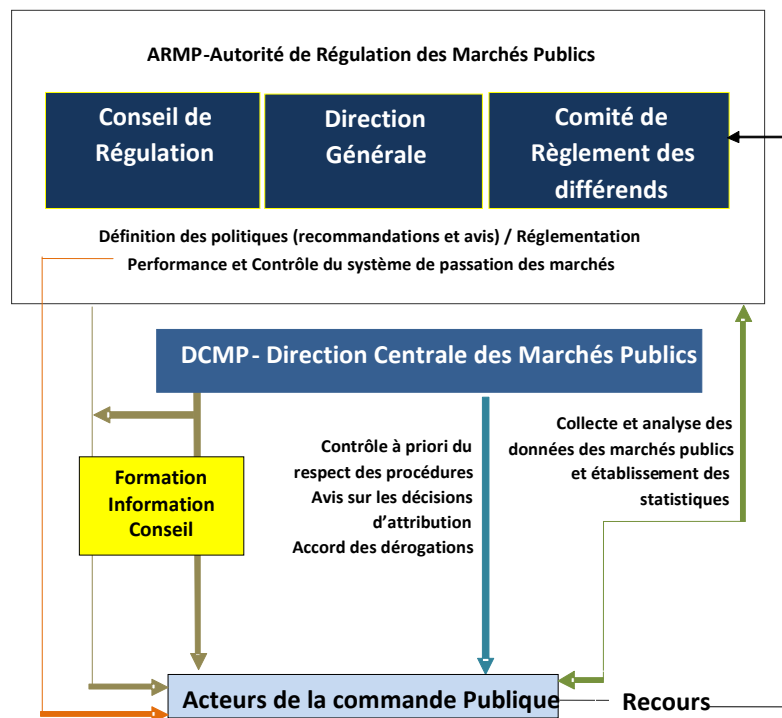 ARMP-Autorité de Régulation des Marchés Publics
Conseil de
Régulation
Direction
Générale
Comité de
Règlement des
différends
Définition des politiques (recommandations et avis) / Réglementation
Performance et Contrôle du système de passation des marchés
DCMP - Direction Centrale des Marchés Publics
Formation
Information
Conseil
Contrôle à priori du
respect des procédures
Avis sur les décisions
d'attribution
Accord des dérogations
Collecte et analyse des
données des marchés publics
et établissement des
statistiques
Acteurs de la commande Publique
Recours